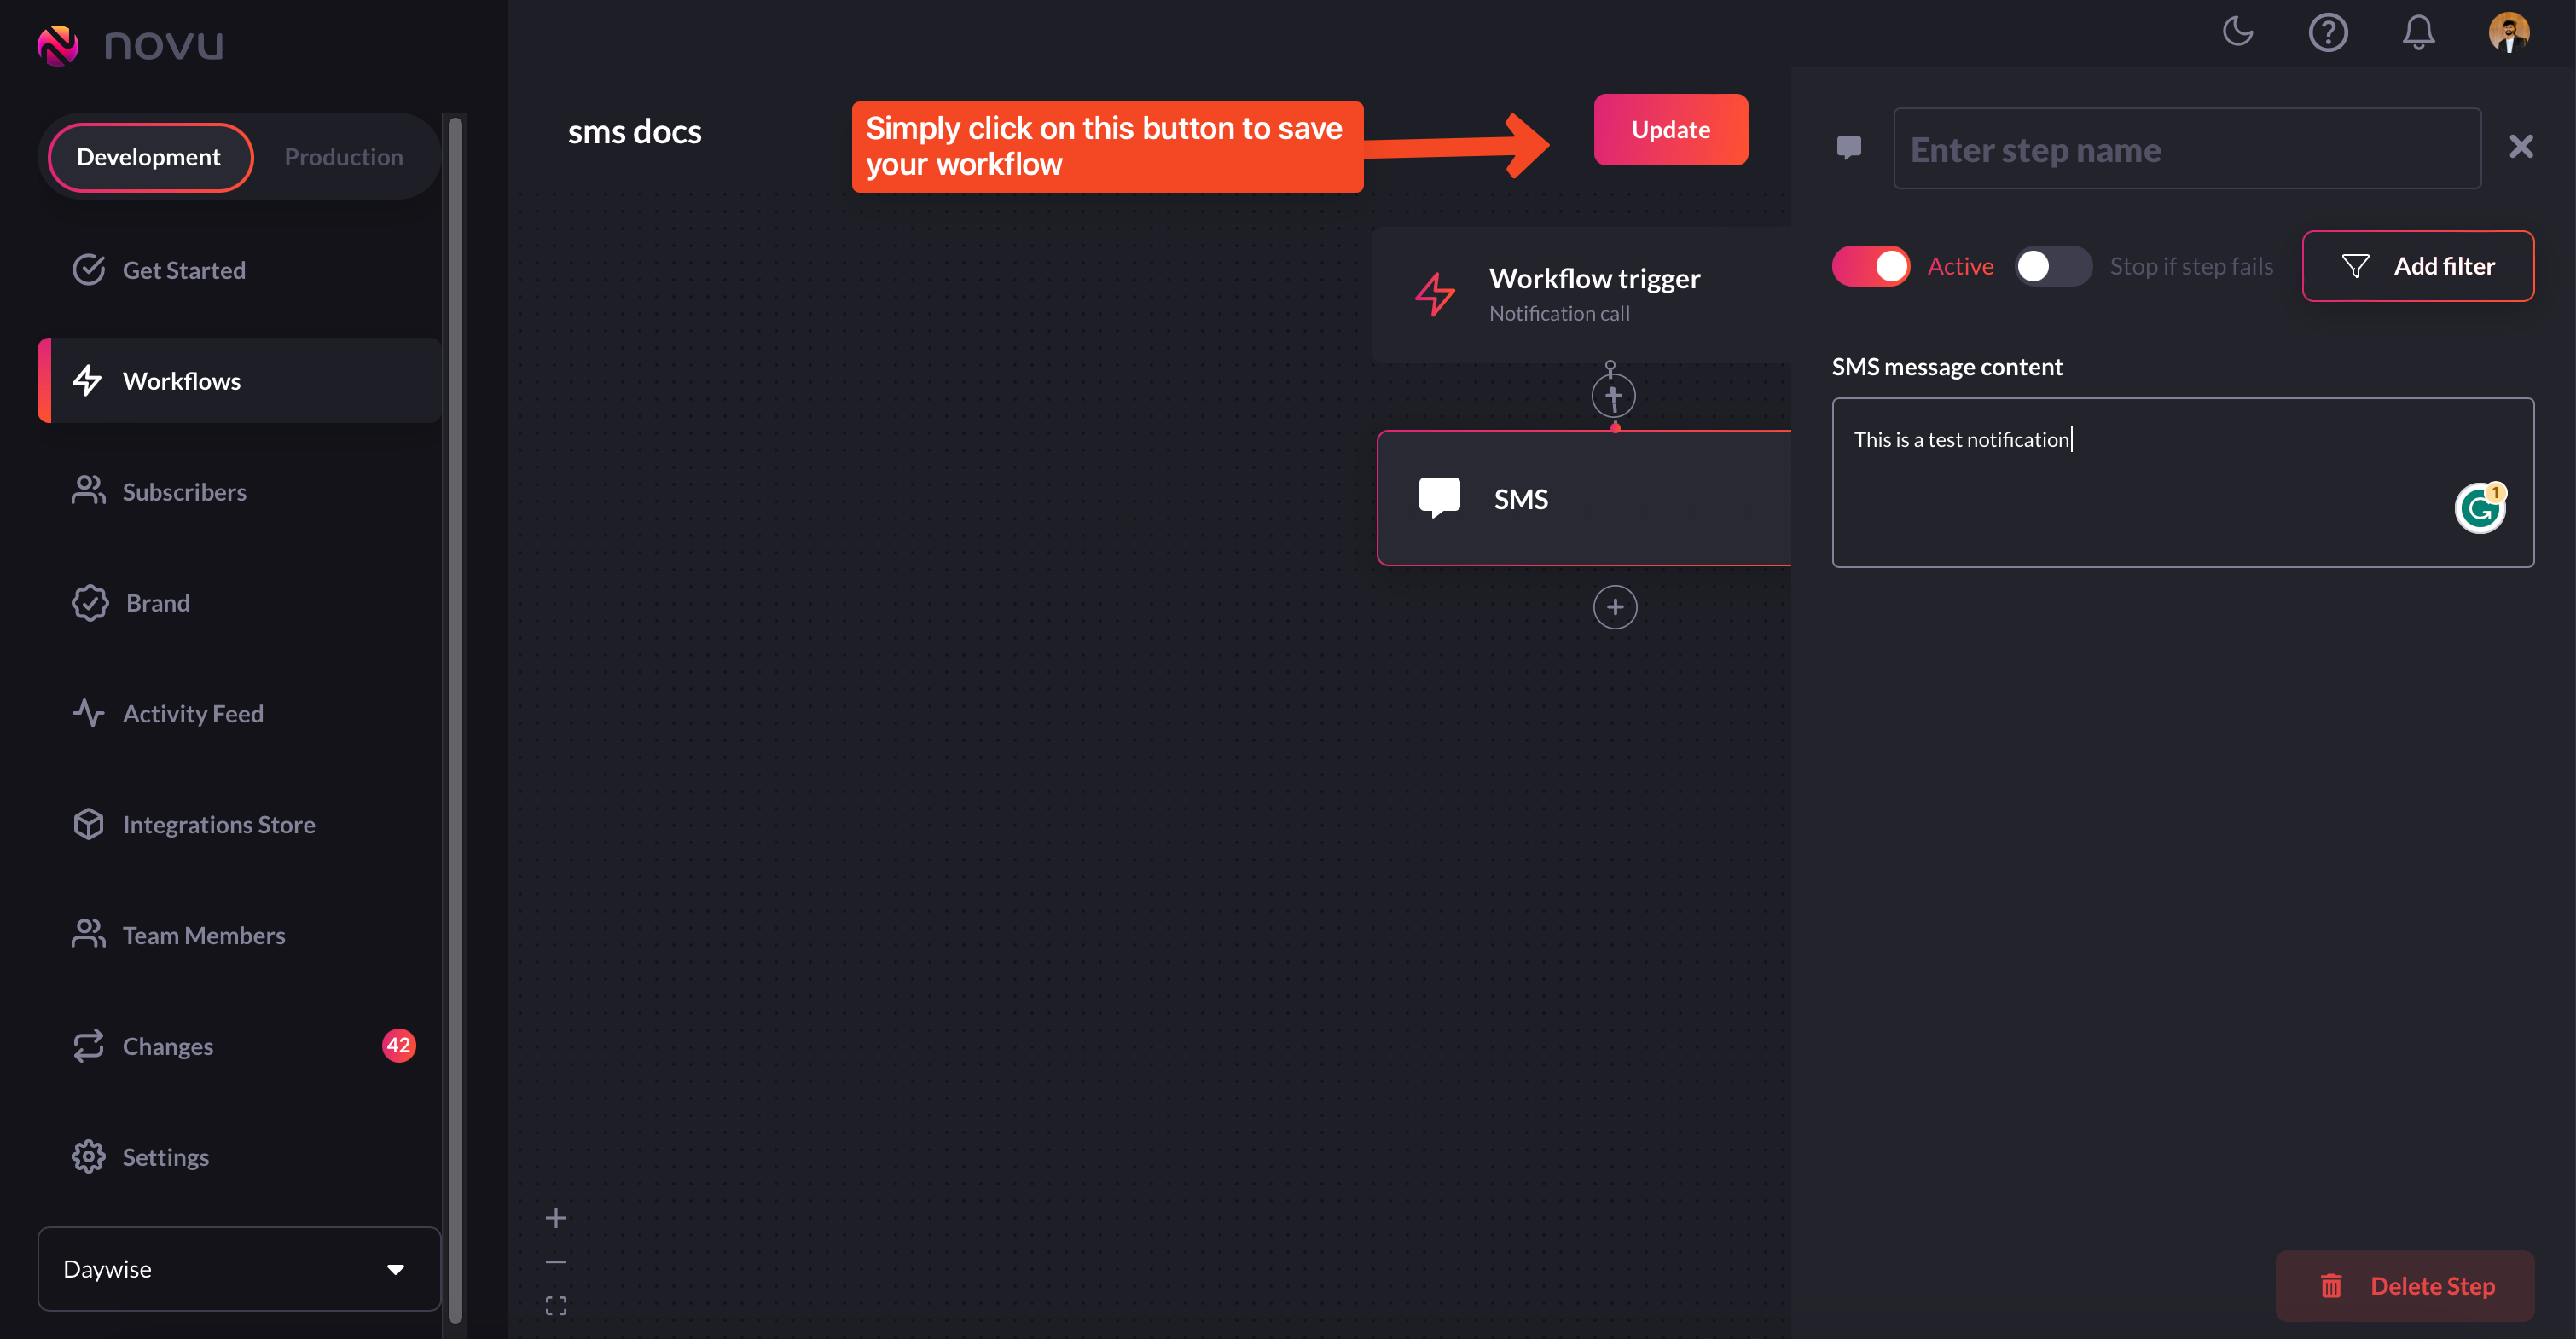 novu
Development
Production
Get Started
Workflows
Subscribers
Brand
Activity Feed
Integrations Store
Team Members
Changes
42
Settings
Daywise
sms docs
Simply click on this button to save
your workflow
Update
Workflow trigger
Notification call
SMS
Enter step name
Active
Stop if step fails
Add filter
SMS message content
This is a test notification
1
Delete Step